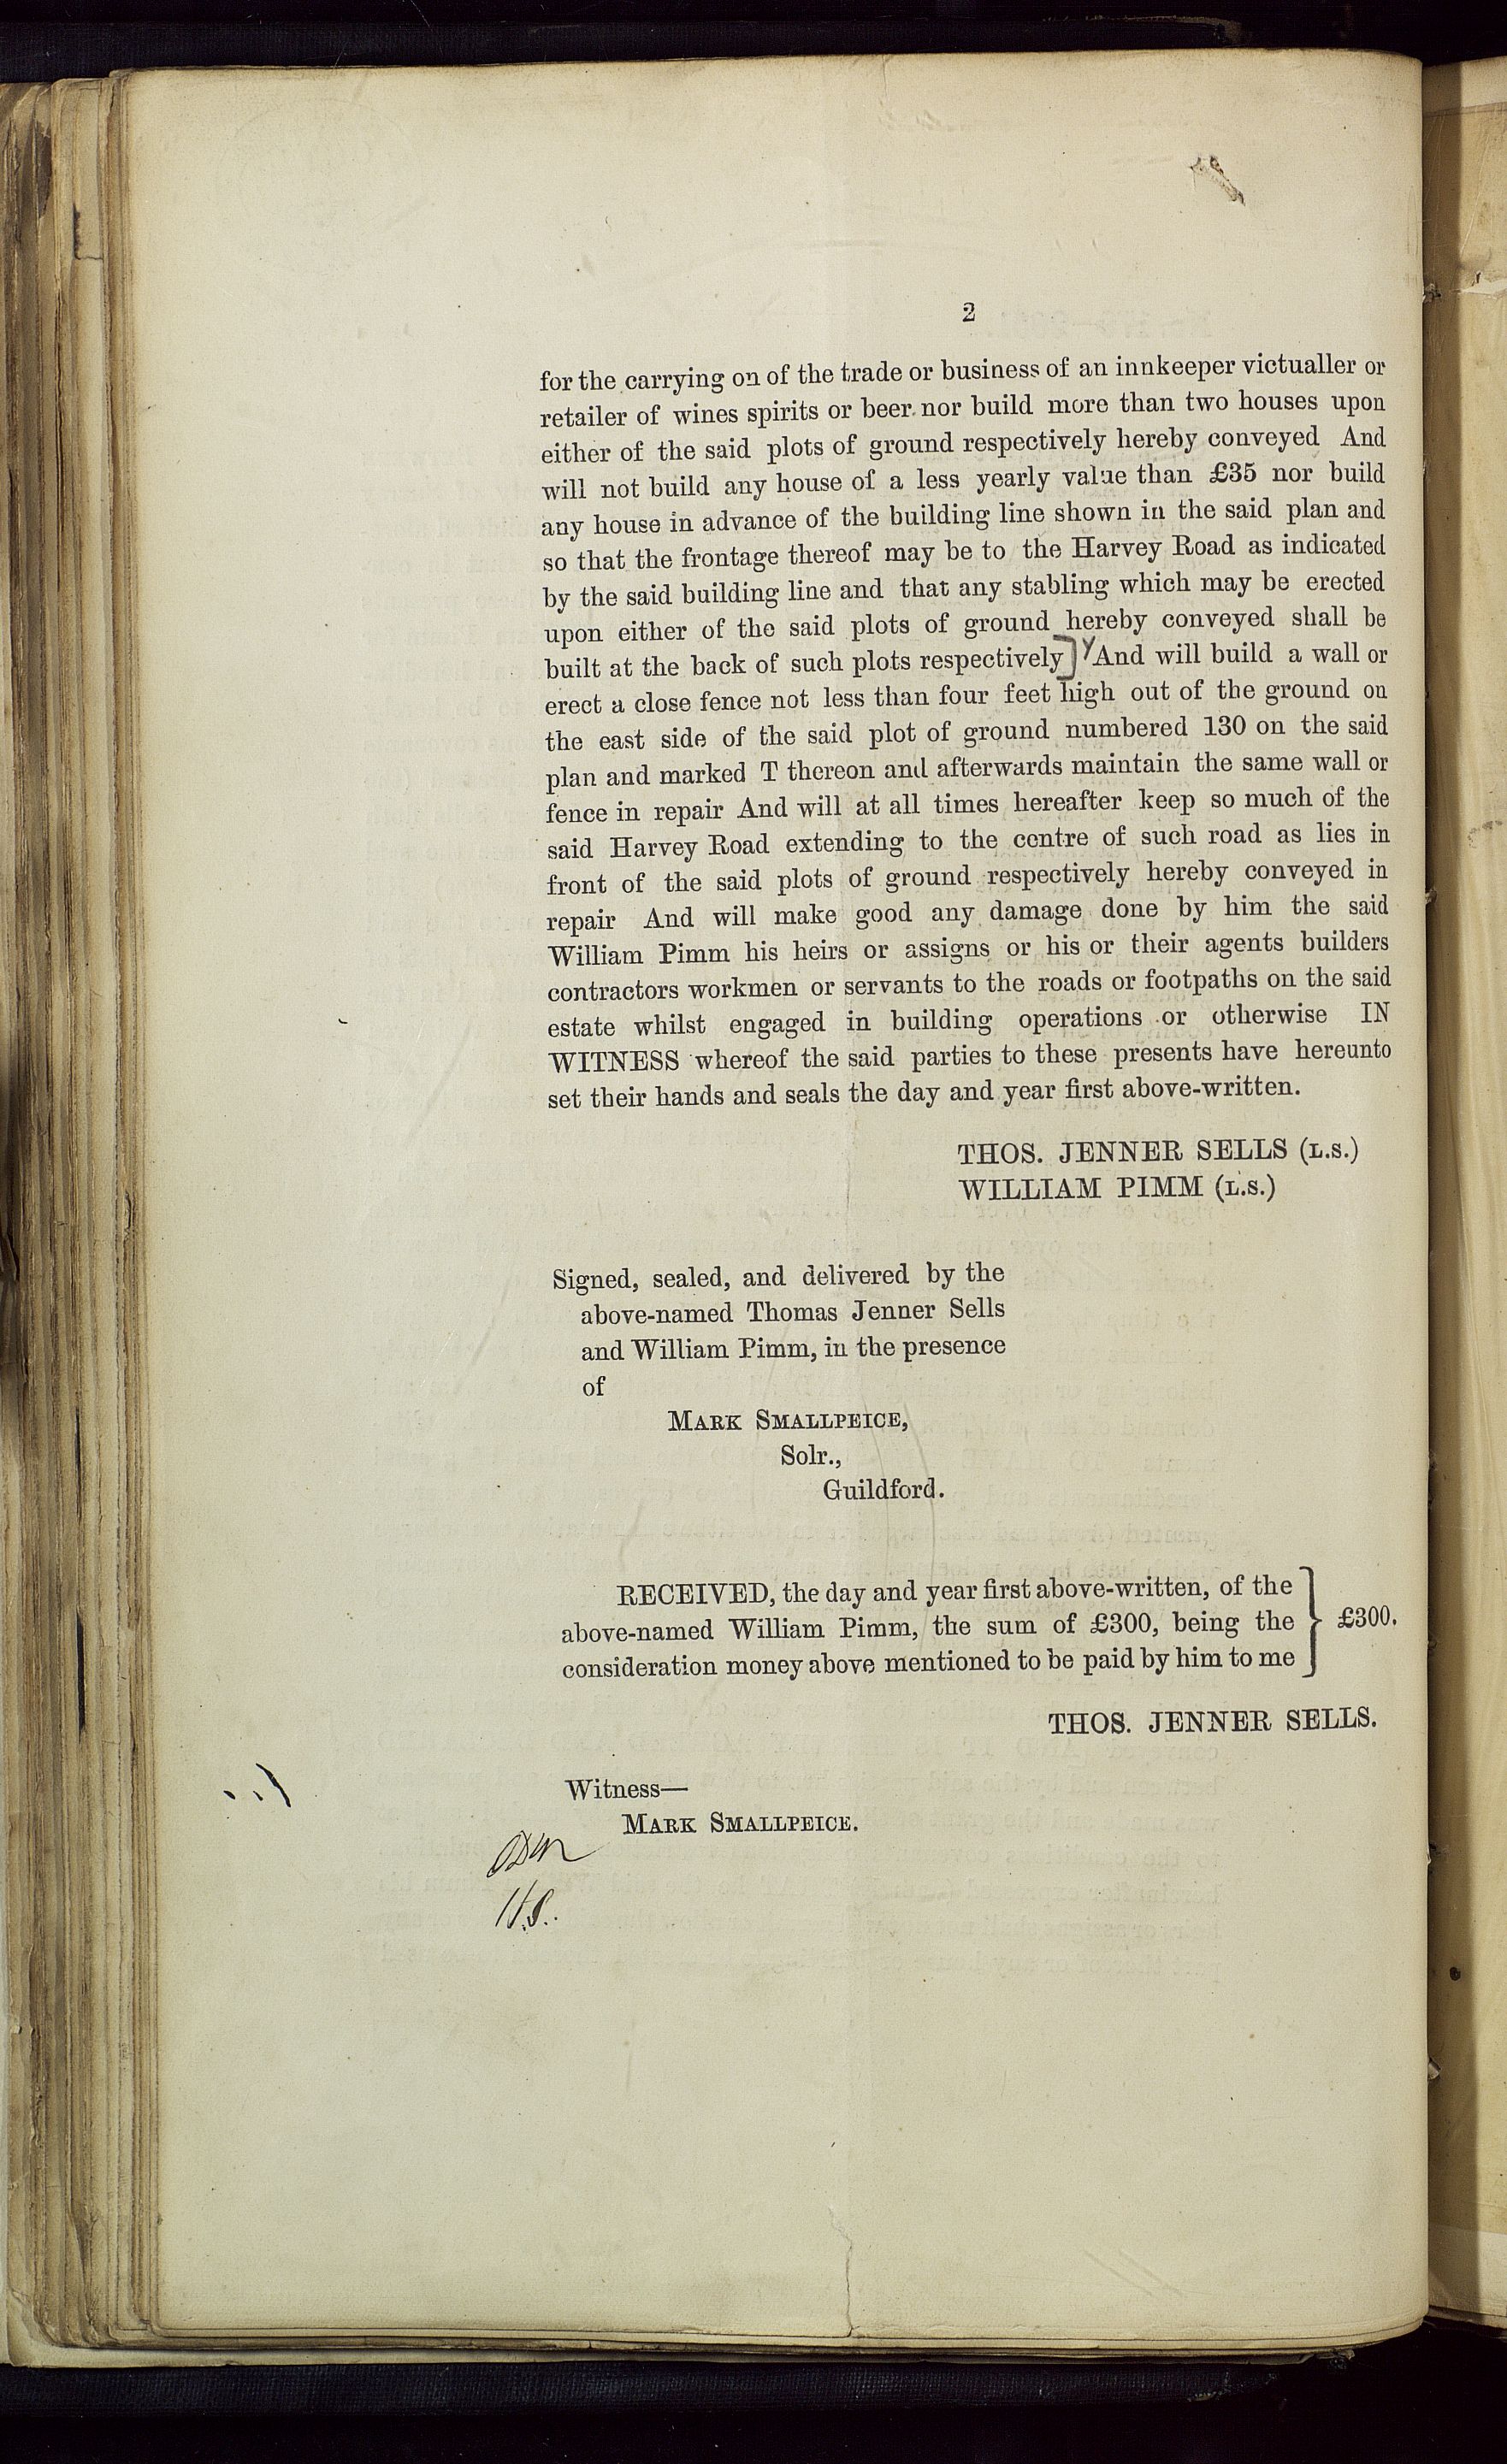 2
for the carrying on of the trade or business of an innkeeper victualler or
retailer of wines spirits or beer nor build more than two houses upon
either of the said plots of ground respectively hereby conveyed And
will not build any house of a less yearly value than £35 nor build
any house in advance of the building line shown in the said plan and
so that the frontage thereof may be to the Harvey Road as indicated
by the said building line and that any stabling which may be erected
upon either of the said plots of ground hereby conveyed shall be
built at the back of such plots respectively] And will build a wall or
erect a close fence not less than four feet high out of the ground on
the east side of the said plot of ground numbered 130 on the said
plan and marked T thereon and afterwards maintain the same wall or
fence in repair And will at all times hereafter keep so much of the
said Harvey Road extending to the centre of such road as lies in
front of the said plots of ground respectively hereby conveyed in
repair And will make good any damage done by him the said
William Pimm his heirs or assigns or his or their agents builders
contractors workmen or servants to the roads or footpaths on the said
estate whilst engaged in building operations or otherwise IN
WITNESS whereof the said parties to these presents have hereunto
set their hands and seals the day and year first above-written.
THOS. JENNER SELLS (L.S.)
WILLIAM PIMM (L.S.)
Signed, sealed, and delivered by the
above-named Thomas Jenner Sells
and William Pimm, in the presence
of
MARK SMALLPEICE,
Solr.,
Guildford.
RECEIVED, the day and year first above-written, of the
above-named William Pimm, the sum of £300, being the } £300.
consideration money above mentioned to be paid by him to me
THOS. JENNER SELLS.
Witness—
MARK SMALLPEICE.
H.S.